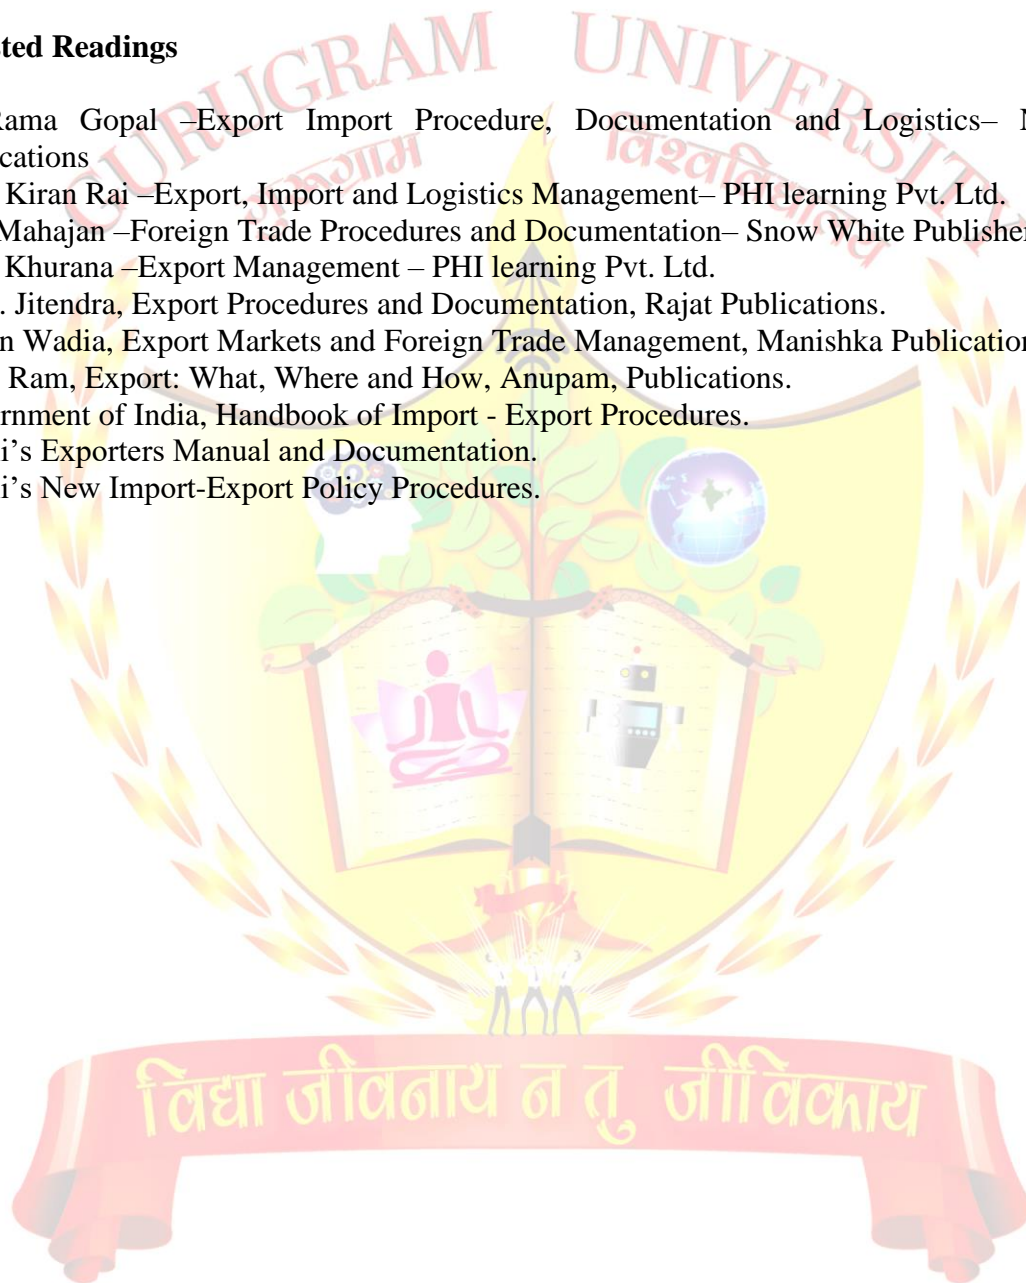 sted Readings
GURUGRAM UNIVERSITY
गुरुग्राम विश्वविद्यालय
Rama Gopal –Export Import Procedure, Documentation and Logistics– N
cations
Kiran Rai –Export, Import and Logistics Management– PHI learning Pvt. Ltd.
Mahajan –Foreign Trade Procedures and Documentation– Snow White Publisher
Khurana –Export Management – PHI learning Pvt. Ltd.
. Jitendra, Export Procedures and Documentation, Rajat Publications.
n Wadia, Export Markets and Foreign Trade Management, Manishka Publication
Ram, Export: What, Where and How, Anupam, Publications.
rnment of India, Handbook of Import - Export Procedures.
i’s Exporters Manual and Documentation.
i’s New Import-Export Policy Procedures.
विद्या जीवनाय न तु जीविकाय